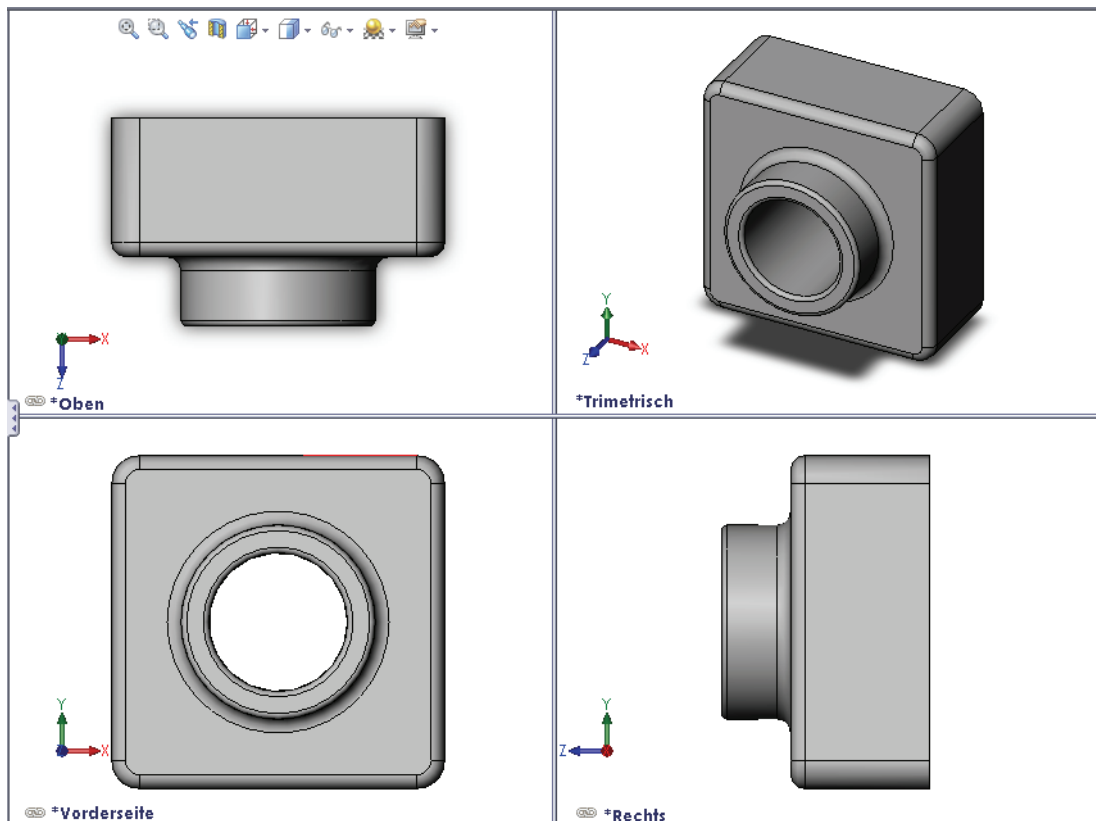 X
Z
*Oben
Y
X
Z
*Trimetrisch
Y
X
Z
*Vorderseite
Y
Z
*Rechts